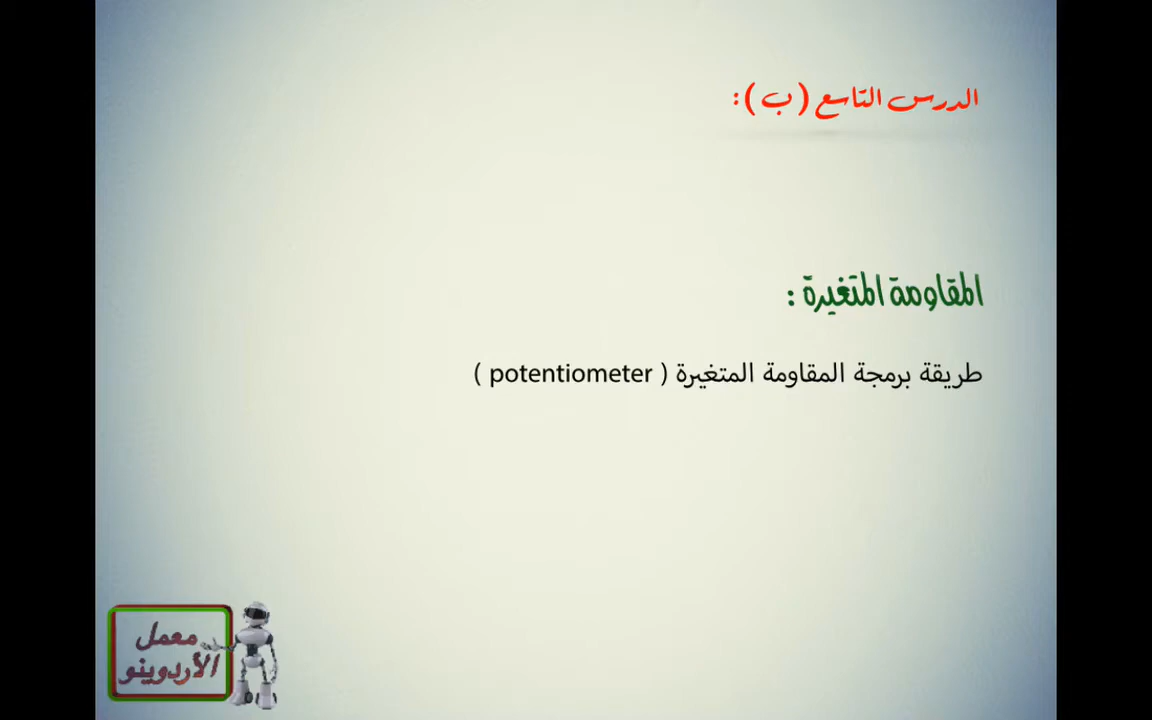 الدرس التاسع ( ب ) :
المقاومة المتغيرة :
طريقة برمجة المقاومة المتغيرة ( potentiometer )
معمل
الأردوينو